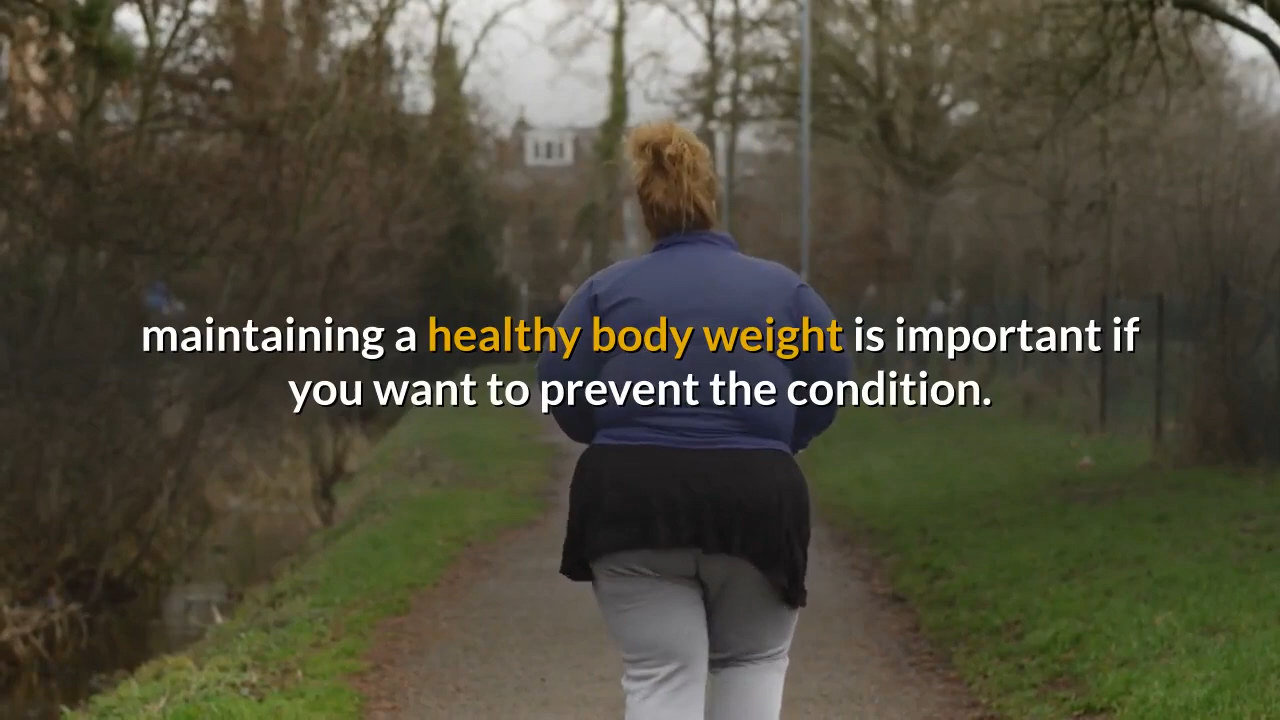 maintaining a healthy body weight is important if
you want to prevent the condition.